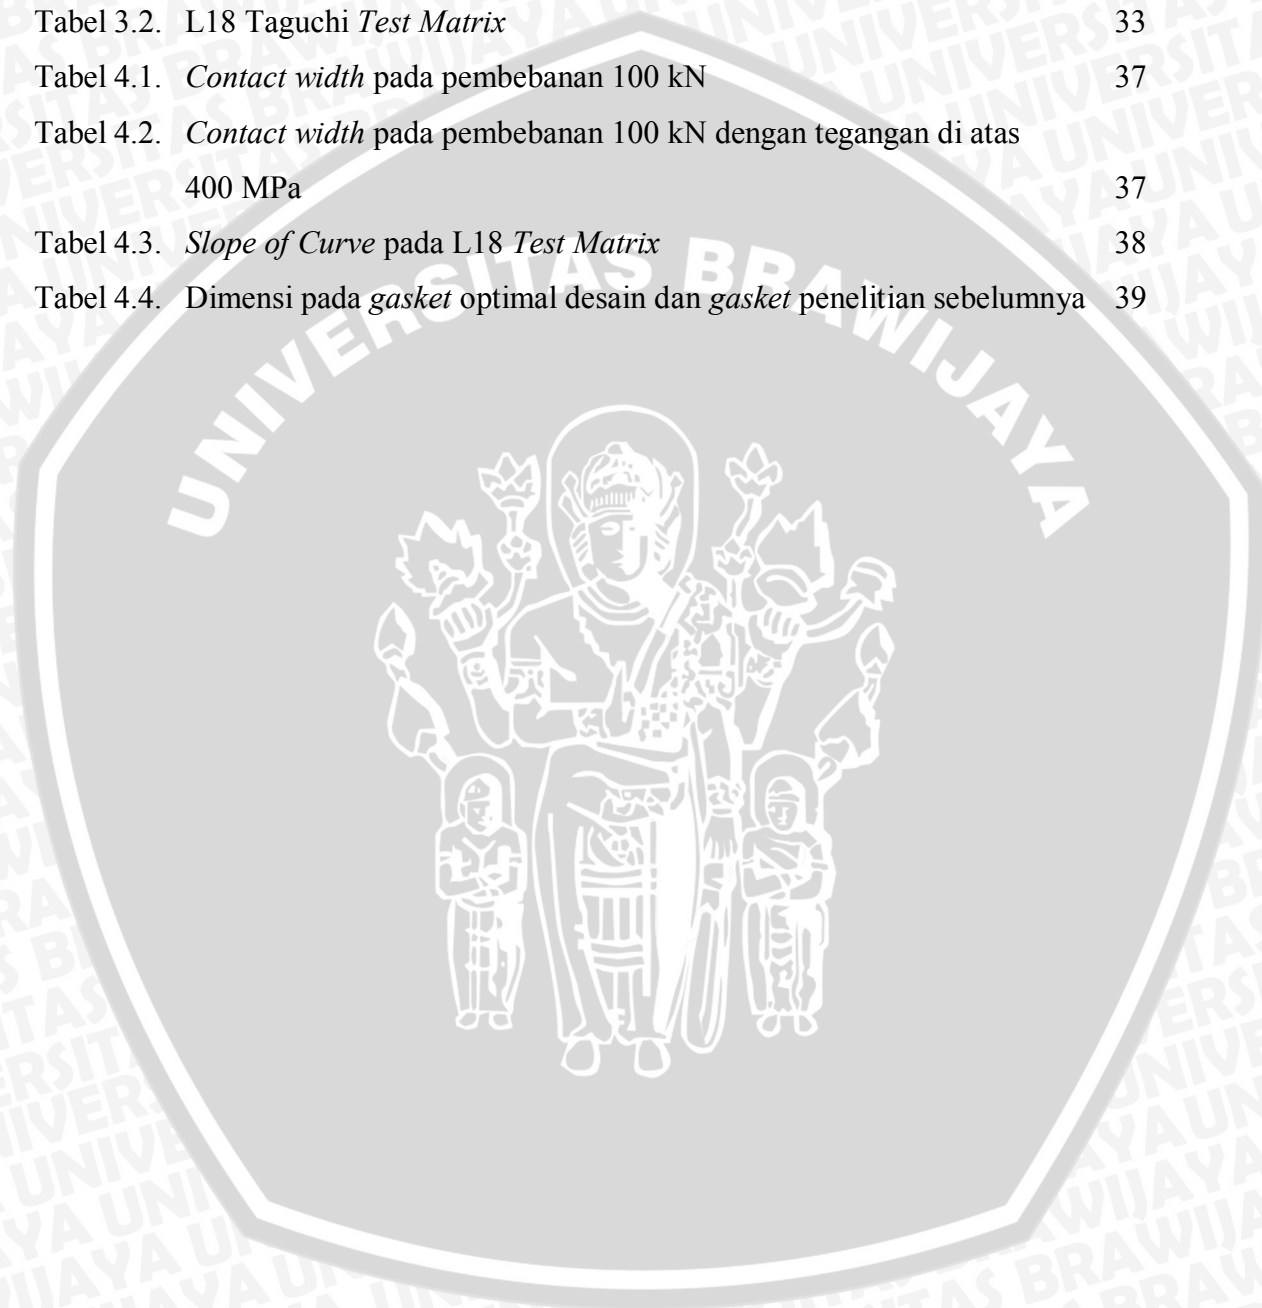 Tabel 3.2. L18 Taguchi Test Matrix 33
Tabel 4.1. Contact width pada pembebanan 100 kN 37
Tabel 4.2. Contact width pada pembebanan 100 kN dengan tegangan di atas
400 MPa 37
Tabel 4.3. Slope of Curve pada L18 Test Matrix 38
Tabel 4.4. Dimensi pada gasket optimal desain dan gasket penelitian sebelumnya 39
UNIVERSITAS BRAWIJAYA